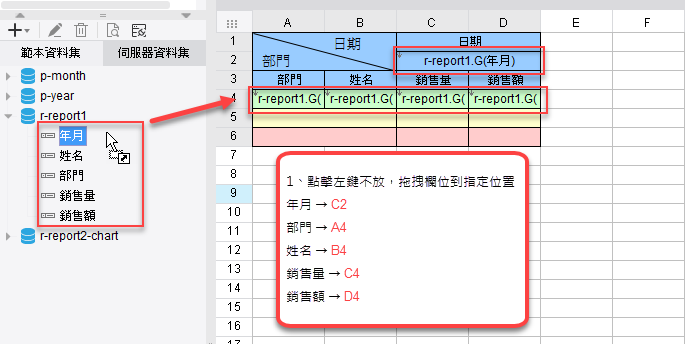 範本資料集
伺服器資料集
p-month
p-year
r-report1
年月
姓名
部門
銷售量
銷售額
r-report2-chart
A
B
C
D
E
F
1
日期
日期
2
部門
r-report1.G(年月)
3
部門
姓名
銷售量
銷售額
4
r-report1.G(
r-report1.G(
r-report1.G(
r-report1.G(
5
6
7
8
9
10
11
12
13
14
15
16
17
1、點擊左鍵不放，拖拽欄位到指定位置
年月 → C2
部門 → A4
姓名 → B4
銷售量 → C4
銷售額 → D4